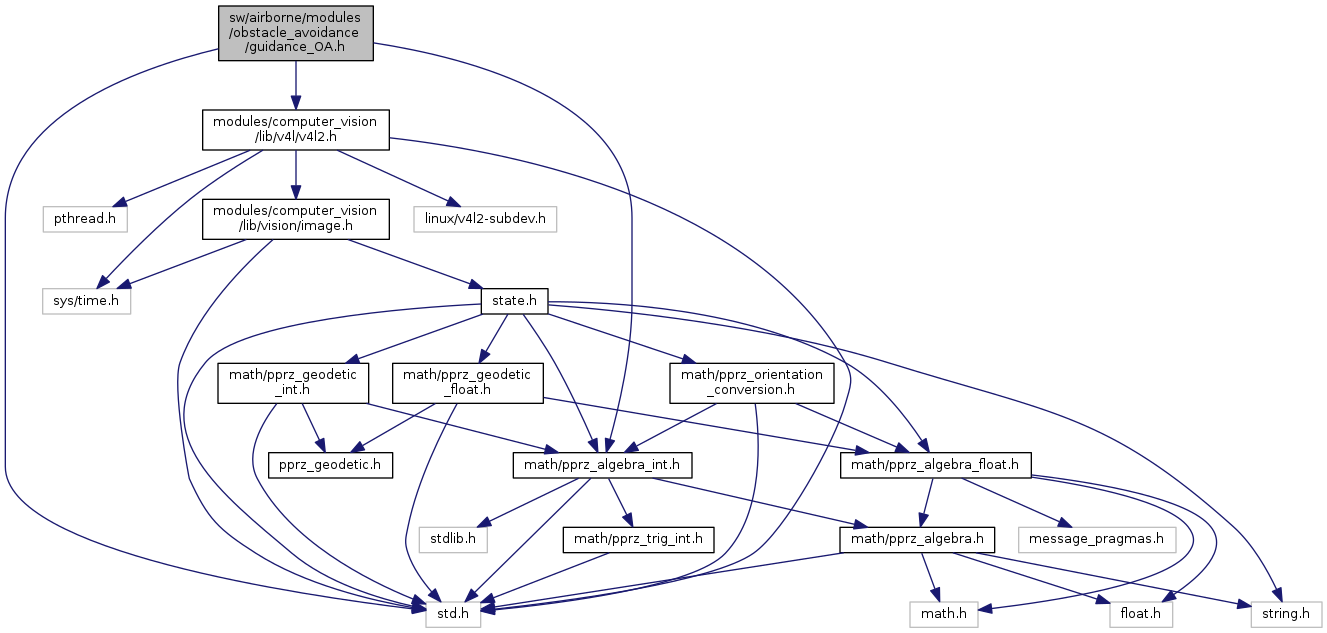 sw/airborne/modules
/obstacle_avoidance
/guidance_OA.h
modules/computer_vision
/lib/v4l/v4l2.h
pthread.h
modules/computer_vision
/lib/vision/image.h
linux/v4l2-subdev.h
sys/time.h
state.h
math/pprz_geodetic
_int.h
math/pprz_geodetic
_float.h
math/pprz_orientation
_conversion.h
pprz_geodetic.h
math/pprz_algebra_int.h
math/pprz_algebra_float.h
stdlib.h
math/pprz_trig_int.h
math/pprz_algebra.h
message_pragmas.h
std.h
math.h
float.h
string.h